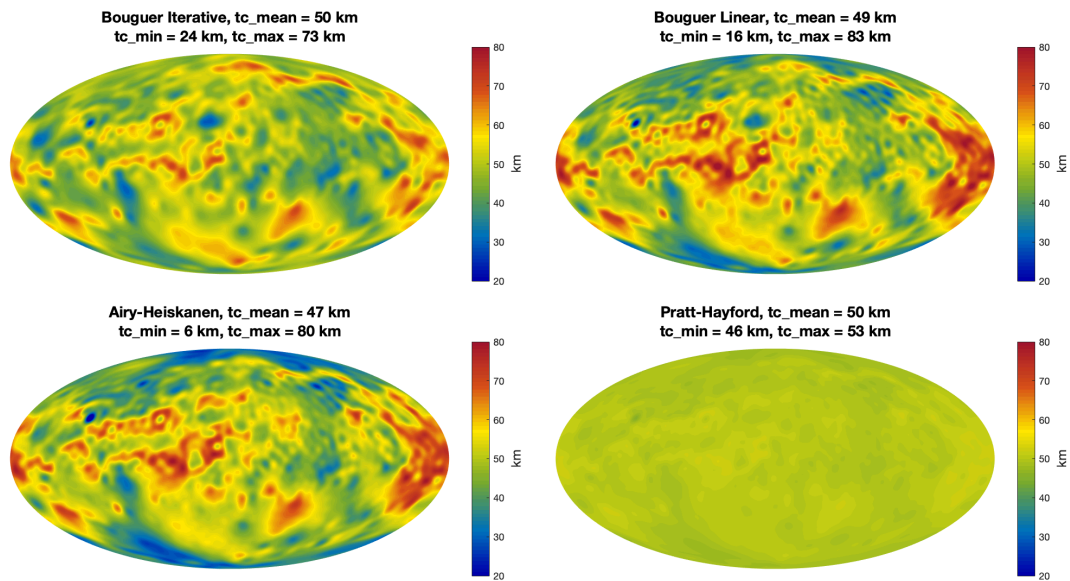 Bouguer Iterative, tc_mean = 50 km
tc_min = 24 km, tc_max = 73 km
80
70
60
50
40
30
20
km
Bouguer Linear, tc_mean = 49 km
tc_min = 16 km, tc_max = 83 km
80
70
60
50
40
30
20
km
Airy-Heiskanen, tc_mean = 47 km
tc_min = 6 km, tc_max = 80 km
80
70
60
50
40
30
20
km
Pratt-Hayford, tc_mean = 50 km
tc_min = 46 km, tc_max = 53 km
80
70
60
50
40
30
20
km